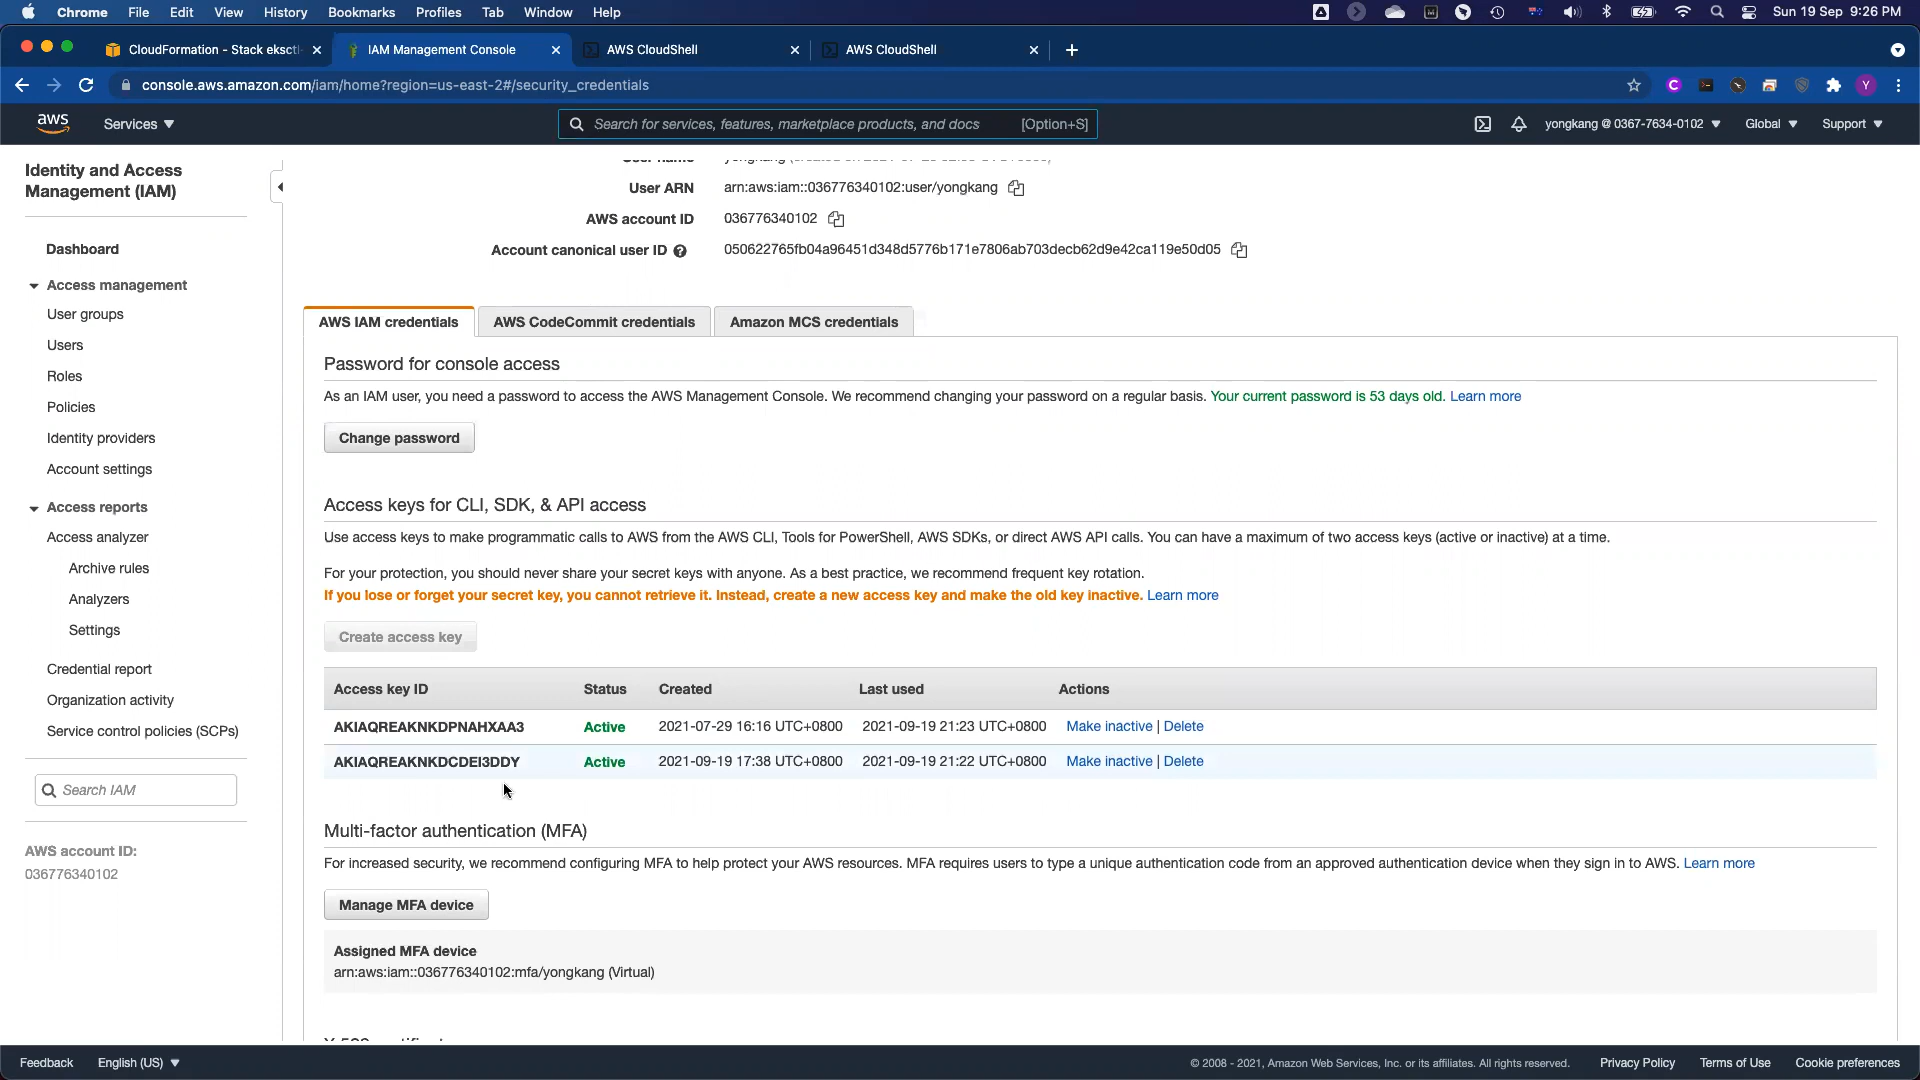 Chrome File Edit View History Bookmarks Profiles Tab Window Help Sun 19 Sep 9:26 PM
CloudFormation - Stack eksctl- IAM Management Console AWS CloudShell AWS CloudShell
console.aws.amazon.com/iam/home?region=us-east-2#/security_credentials
aws Services Search for services, features, marketplace products, and docs [Option+S] yongkang @ 0367-7634-0102 Global Support
Identity and Access
Management (IAM)
Dashboard
Access management
User groups
Users
Roles
Policies
Identity providers
Account settings
Access reports
Access analyzer
Archive rules
Analyzers
Settings
Credential report
Organization activity
Service control policies (SCPs)
Search IAM
AWS account ID:
036776340102
User name
User ARN arn:aws:iam::036776340102:user/yongkang
AWS account ID 036776340102
Account canonical user ID 050622765fb04a96451d348d5776b171e7806ab703decb62d9e42ca119e50d05
AWS IAM credentials AWS CodeCommit credentials Amazon MCS credentials
Password for console access
As an IAM user, you need a password to access the AWS Management Console. We recommend changing your password on a regular basis. Your current password is 53 days old. Learn more
Change password
Access keys for CLI, SDK, & API access
Use access keys to make programmatic calls to AWS from the AWS CLI, Tools for PowerShell, AWS SDKs, or direct AWS API calls. You can have a maximum of two access keys (active or inactive) at a time.
For your protection, you should never share your secret keys with anyone. As a best practice, we recommend frequent key rotation.
If you lose or forget your secret key, you cannot retrieve it. Instead, create a new access key and make the old key inactive. Learn more
Create access key
Access key ID Status Created Last used Actions
AKIAQREAKNKDPNAHXAA3 Active 2021-07-29 16:16 UTC+0800 2021-09-19 21:23 UTC+0800 Make inactive | Delete
AKIAQREAKNKDCDEI3DDY Active 2021-09-19 17:38 UTC+0800 2021-09-19 21:22 UTC+0800 Make inactive | Delete
Multi-factor authentication (MFA)
For increased security, we recommend configuring MFA to help protect your AWS resources. MFA requires users to type a unique authentication code from an approved authentication device when they sign in to AWS. Learn more
Manage MFA device
Assigned MFA device
arn:aws:iam::036776340102:mfa/yongkang (Virtual)
Feedback English (US) © 2008 - 2021, Amazon Web Services, Inc. or its affiliates. All rights reserved. Privacy Policy Terms of Use Cookie preferences